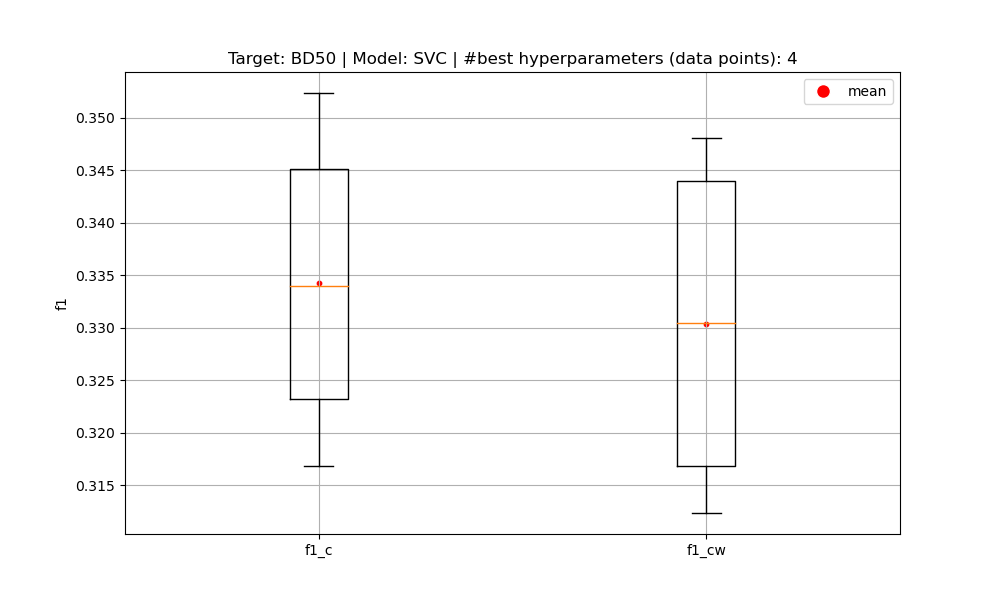 Target: BD50 | Model: SVC | #best hyperparameters (data points): 4
mean
0.350
0.345
0.340
0.335
0.330
0.325
0.320
0.315
f1
f1_c
f1_cw